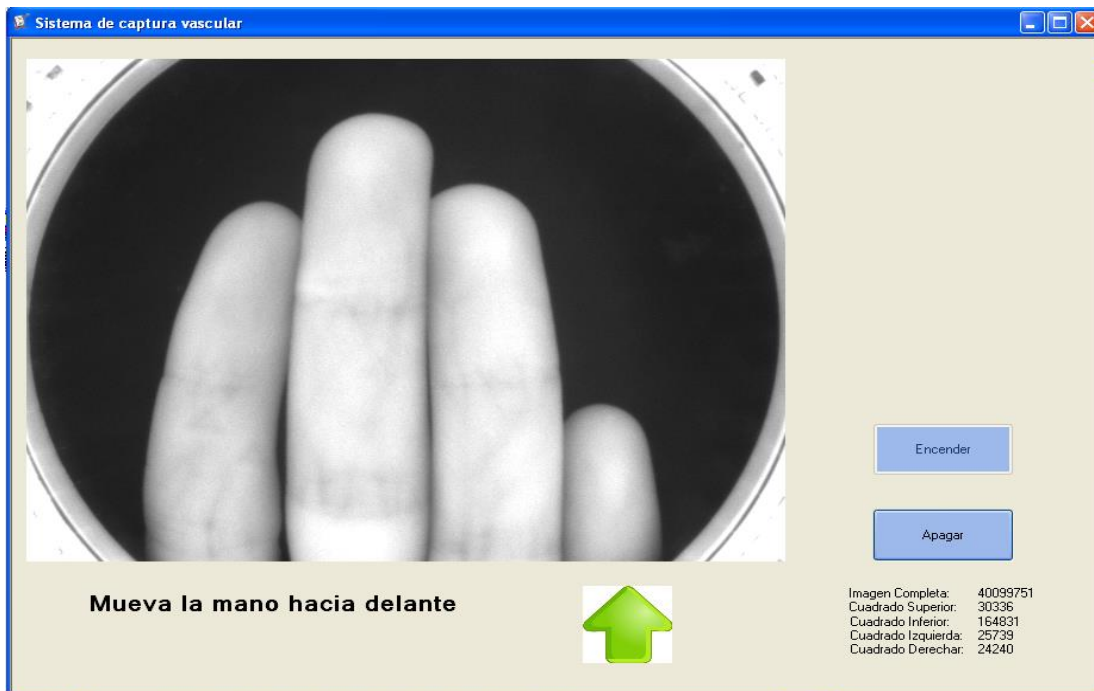 Sistema de captura vascular
Encender
Apagar
Mueva la mano hacia delante
Imagen Completa: 40099751
Cuadrado Superior: 30336
Cuadrado Inferior: 164831
Cuadrado Izquierda: 25739
Cuadrado Derechar: 24240